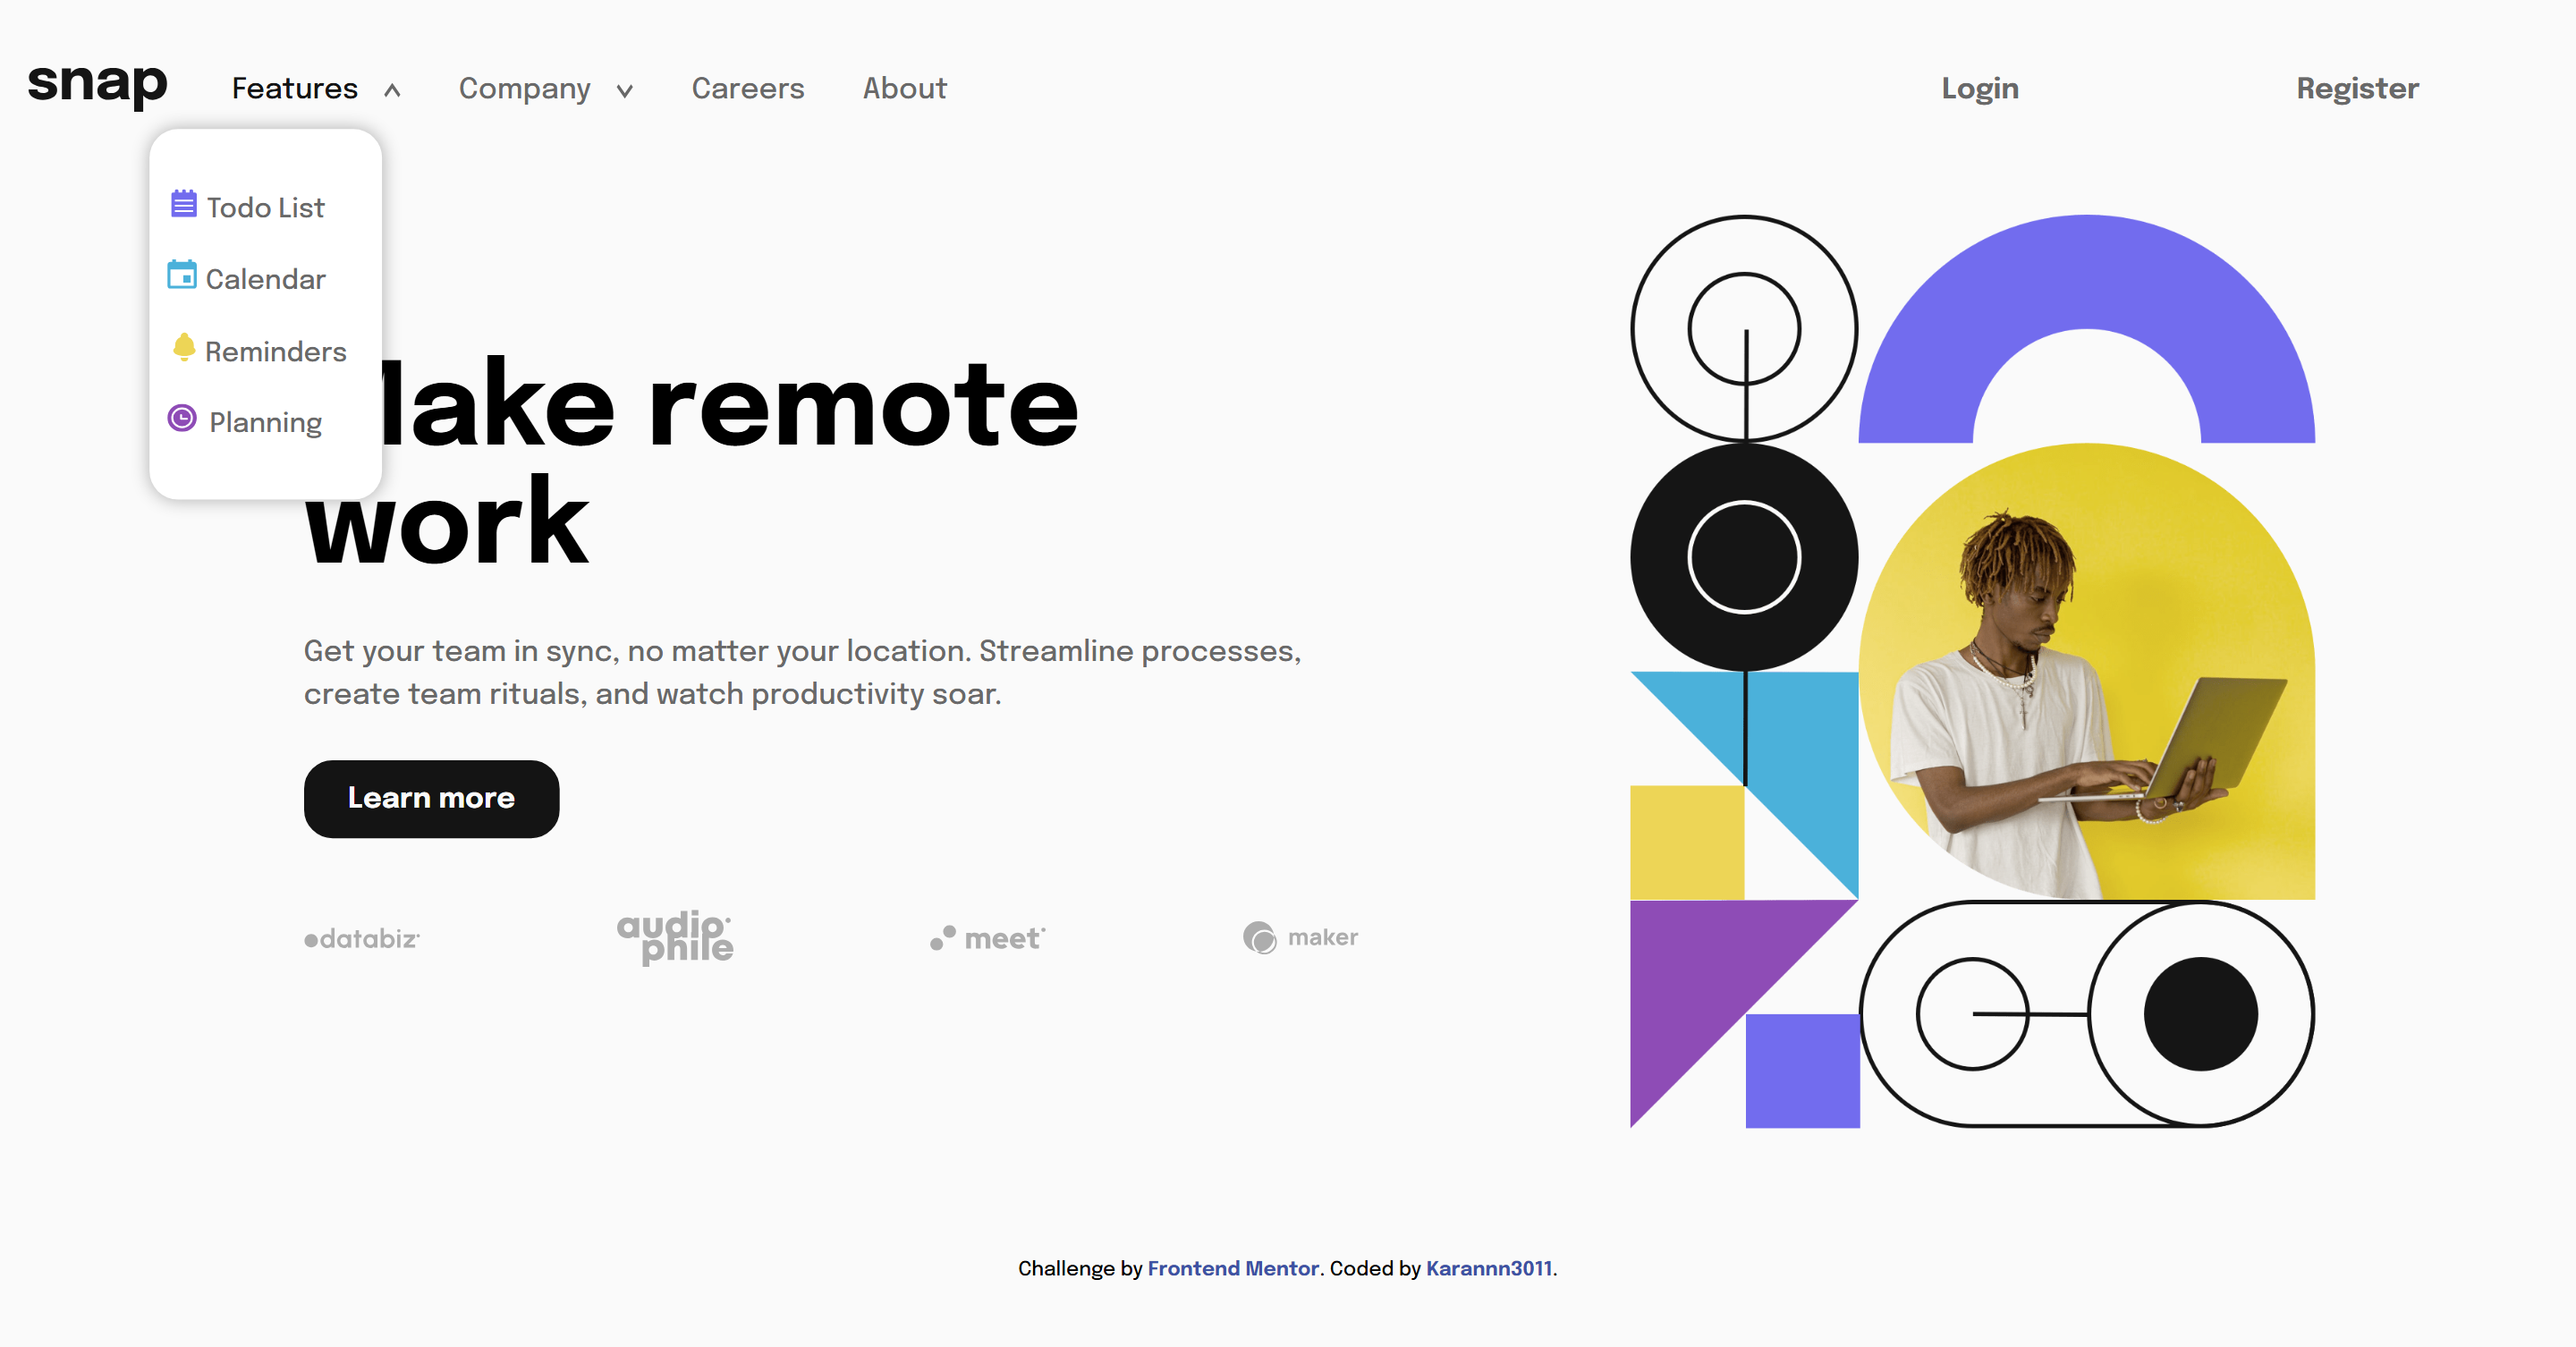 snap Features Company Careers About Login Register
Todo List
Calendar
Reminders
Planning
ake remote
work
Get your team in sync, no matter your location. Streamline processes,
create team rituals, and watch productivity soar.
Learn more
databiz audiophile meet maker
Challenge by Frontend Mentor. Coded by Karannn3011.